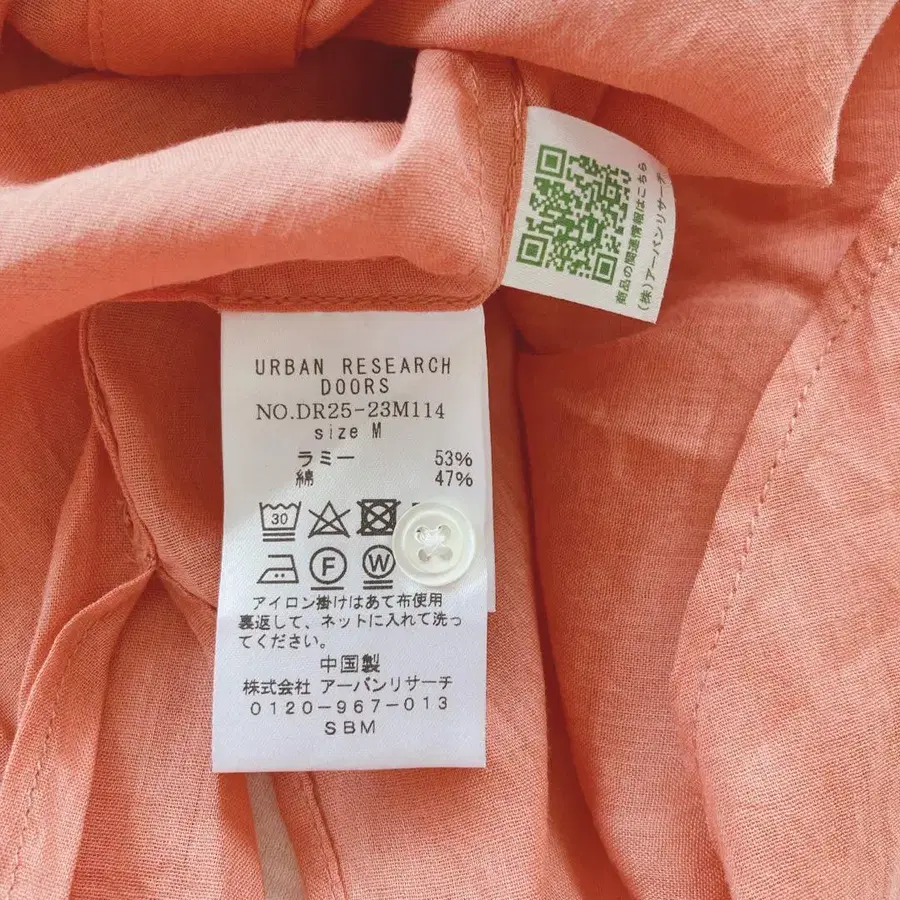 URBAN RESEARCH
DOORS
NO.DR25-23M114
size M
ラミー 53%
綿 47%
30
F W
アイロン掛けはあて布使用
裏返して、ネットに入れて洗っ
てください。
中国製
株式会社 アーバンリサーチ
0120-967-013
SBM
商品の関連情報はこちら
(株)アーバンリサーチ